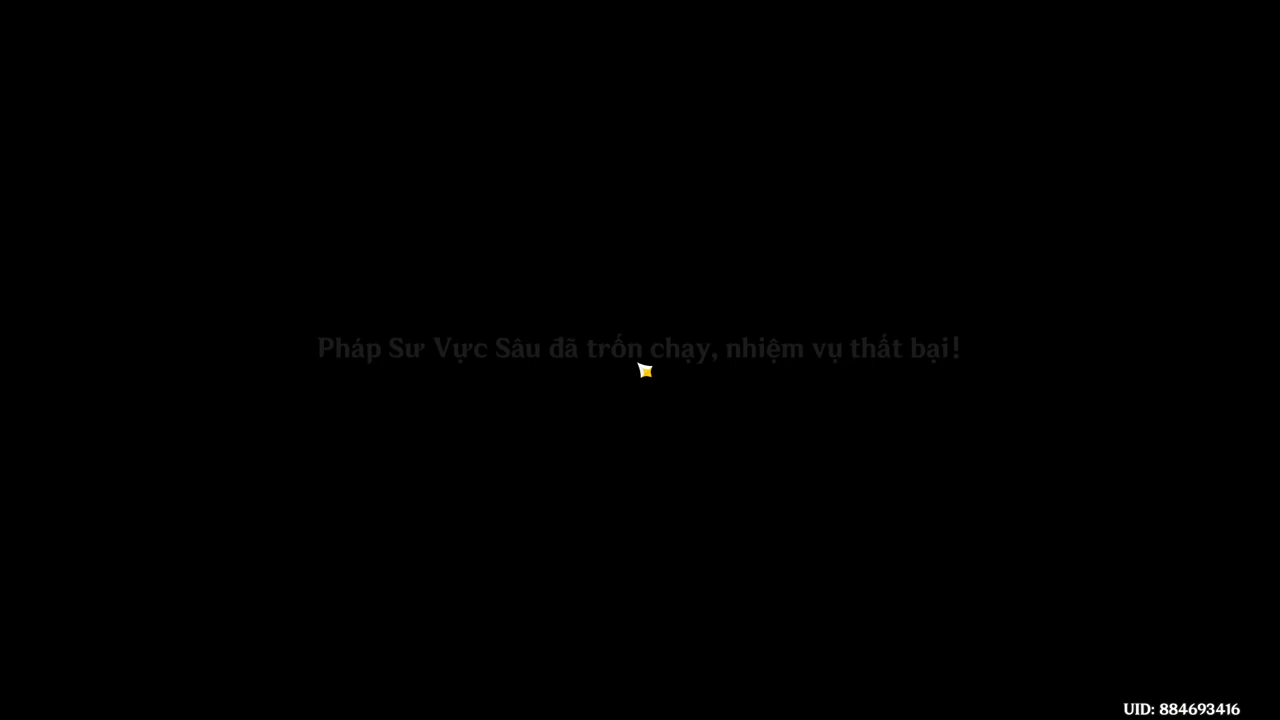 Pháp Sư Vực Sâu đã trốn chạy, nhiệm vụ thất bại!
UID: 884693416